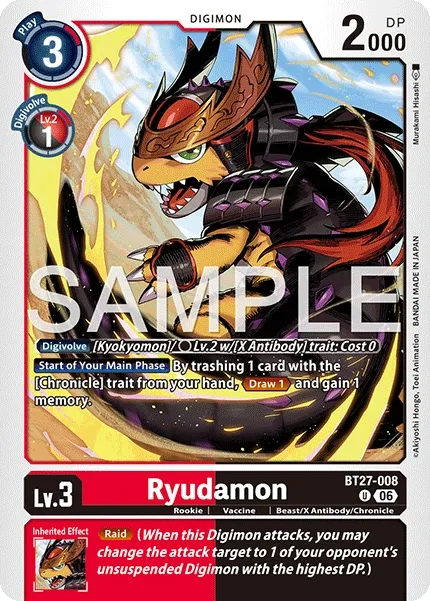 DIGIMON
Play
3
DP
2000
Digivolve
Lv.2
1
Murakami Hisashi
©Akiyoshi Hongo, Toei Animation BANDAI MADE IN JAPAN
SAMPLE
Digivolve [Kyokyomon]/ Lv.2 w/[X Antibody] trait: Cost 0
Start of Your Main Phase By trashing 1 card with the
[Chronicle] trait from your hand, Draw 1 and gain 1
memory.
Lv.3
Ryudamon
BT27-008
U 06
Rookie | Vaccine | Beast/X Antibody/Chronicle
Inherited Effect
Raid (When this Digimon attacks, you may
change the attack target to 1 of your opponent's
unsuspended Digimon with the highest DP.)